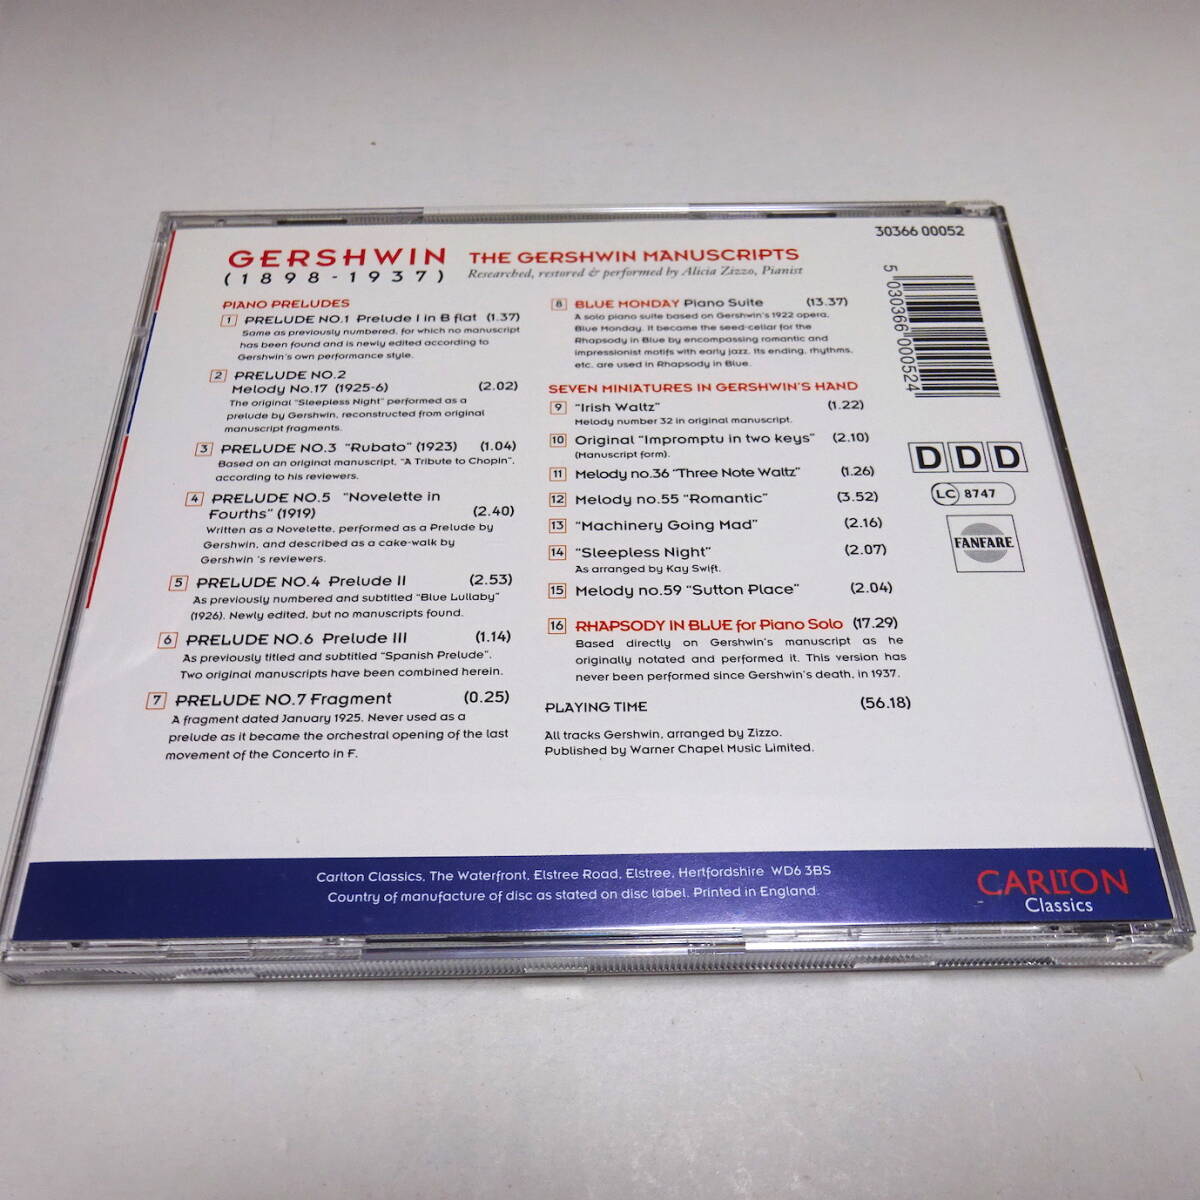 GERSHWIN
(1898-1937)
THE GERSHWIN MANUSCRIPTS
Researched, restored & performed by Alicia Zizzo, Pianist
30366 00052
PIANO PRELUDES
1 PRELUDE NO.1 Prelude I in B flat (1.37)
Same as previously numbered, for which no manuscript
has been found and is newly edited according to
Gershwin's own performance style.
2 PRELUDE NO.2
Melody No.17 (1925-6) (2.02)
The original "Sleepless Night" performed as a
prelude by Gershwin, reconstructed from original
manuscript fragments.
3 PRELUDE NO.3 "Rubato" (1923) (1.04)
Based on an original manuscript, "A Tribute to Chopin",
according to his reviewers.
4 PRELUDE NO.5 "Novelette in
Fourths" (1919) (2.40)
Written as a Novelette, performed as a Prelude by
Gershwin, and described as a cake-walk by
Gershwin 's reviewers.
5 PRELUDE NO.4 Prelude II (2.53)
As previously numbered and subtitled "Blue Lullaby"
(1926). Newly edited, but no manuscripts found.
6 PRELUDE NO.6 Prelude III (1.14)
As previously titled and subtitled "Spanish Prelude".
Two original manuscripts have been combined herein.
7 PRELUDE NO.7 Fragment (0.25)
A fragment dated January 1925. Never used as a
prelude as it became the orchestral opening of the last
movement of the Concerto in F.
8 BLUE MONDAY Piano Suite (13.37)
A solo piano suite based on Gershwin's 1922 opera,
Blue Monday. It became the seed-cellar for the
Rhapsody in Blue by encompassing romantic and
impressionist motifs with early jazz. Its ending, rhythms,
etc. are used in Rhapsody in Blue.
SEVEN MINIATURES IN GERSHWIN'S HAND
9 "Irish Waltz" (1.22)
Melody number 32 in original manuscript.
10 Original "Impromptu in two keys" (2.10)
(Manuscript form).
11 Melody no.36 "Three Note Waltz" (1.26)
12 Melody no.55 "Romantic" (3.52)
13 "Machinery Going Mad" (2.16)
14 "Sleepless Night" (2.07)
As arranged by Kay Swift.
15 Melody no.59 "Sutton Place" (2.04)
16 RHAPSODY IN BLUE for Piano Solo (17.29)
Based directly on Gershwin's manuscript as he
originally notated and performed it. This version has
never been performed since Gershwin's death, in 1937.
PLAYING TIME (56.18)
All tracks Gershwin, arranged by Zizzo.
Published by Warner Chapel Music Limited.
5 030366 000524
DDD
LC 8747
FANFARE
Carlton Classics, The Waterfront, Elstree Road, Elstree, Hertfordshire WD6 3BS
Country of manufacture of disc as stated on disc label. Printed in England.
CARLTON
Classics